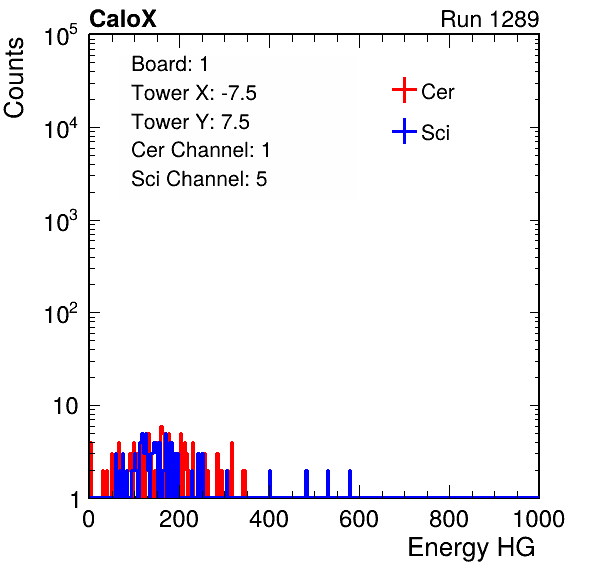 CaloX Run 1289
Counts
10^5
10^4
10^3
10^2
10
1
Board: 1
Tower X: -7.5
Tower Y: 7.5
Cer Channel: 1
Sci Channel: 5
Cer
Sci
0 200 400 600 800 1000
Energy HG